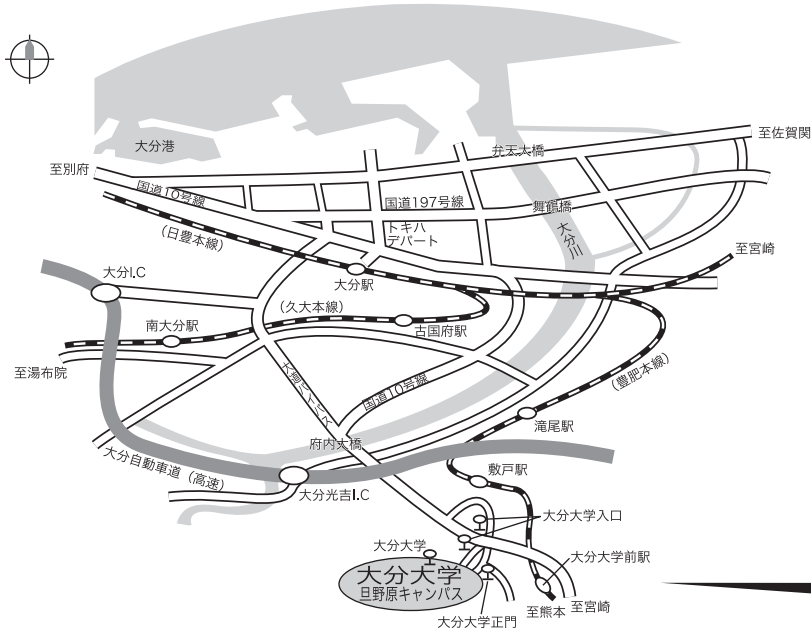 大分港
弁天大橋
至佐賀関
至別府
国道10号線
国道197号線
舞鶴橋
トキハ
デパート
(日豊本線)
大分川
至宮崎
大分I.C
大分駅
(久大本線)
南大分駅
古国府駅
至湯布院
大道バイパス
国道10号線
(豊肥本線)
滝尾駅
府内大橋
大分自動車道(高速)
敷戸駅
大分光吉I.C
大分大学入口
大分大学
大分大学前駅
大分大学
旦野原キャンパス
至熊本
至宮崎
大分大学正門